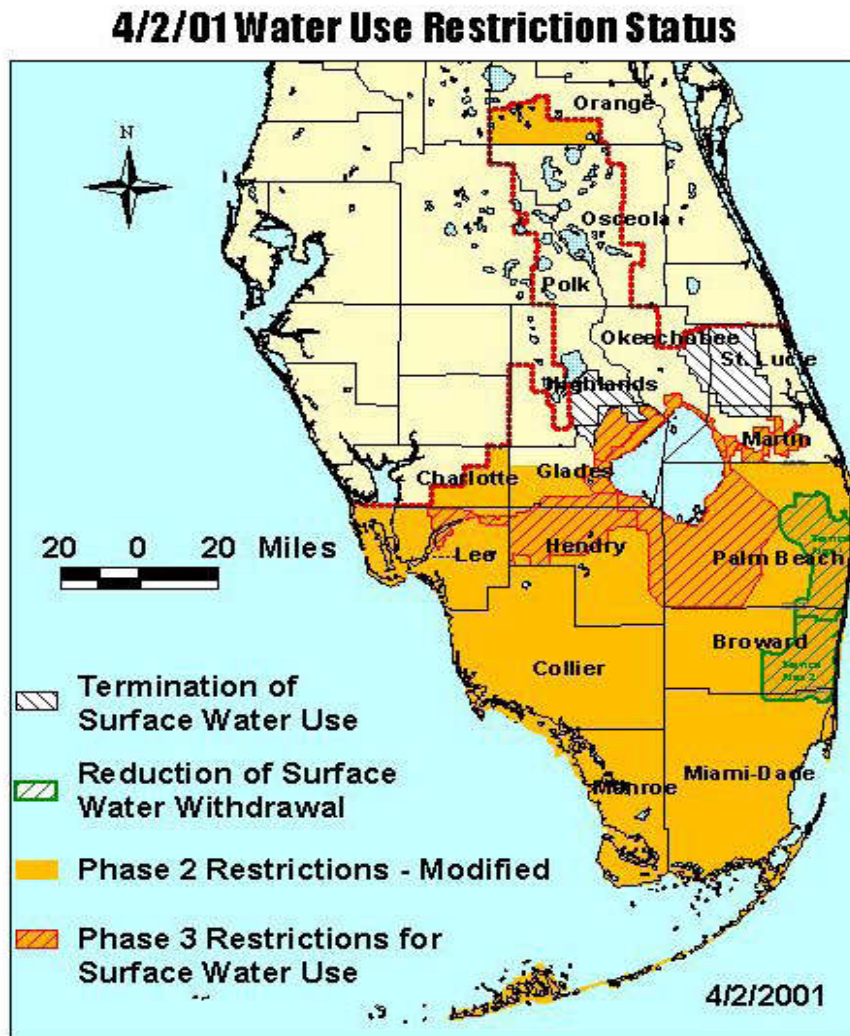 4/2/01 Water Use Restriction Status
N
Orange
Osceola
Polk
Okeechobee
St. Lucie
Highlands
Martin
Charlotte
Glades
20 0 20 Miles
Lee
Hendry
Palm Beach
Broward
Collier
Termination of
Surface Water Use
Miami-Dade
Monroe
Reduction of Surface
Water Withdrawal
Phase 2 Restrictions - Modified
Phase 3 Restrictions for
Surface Water Use
4/2/2001